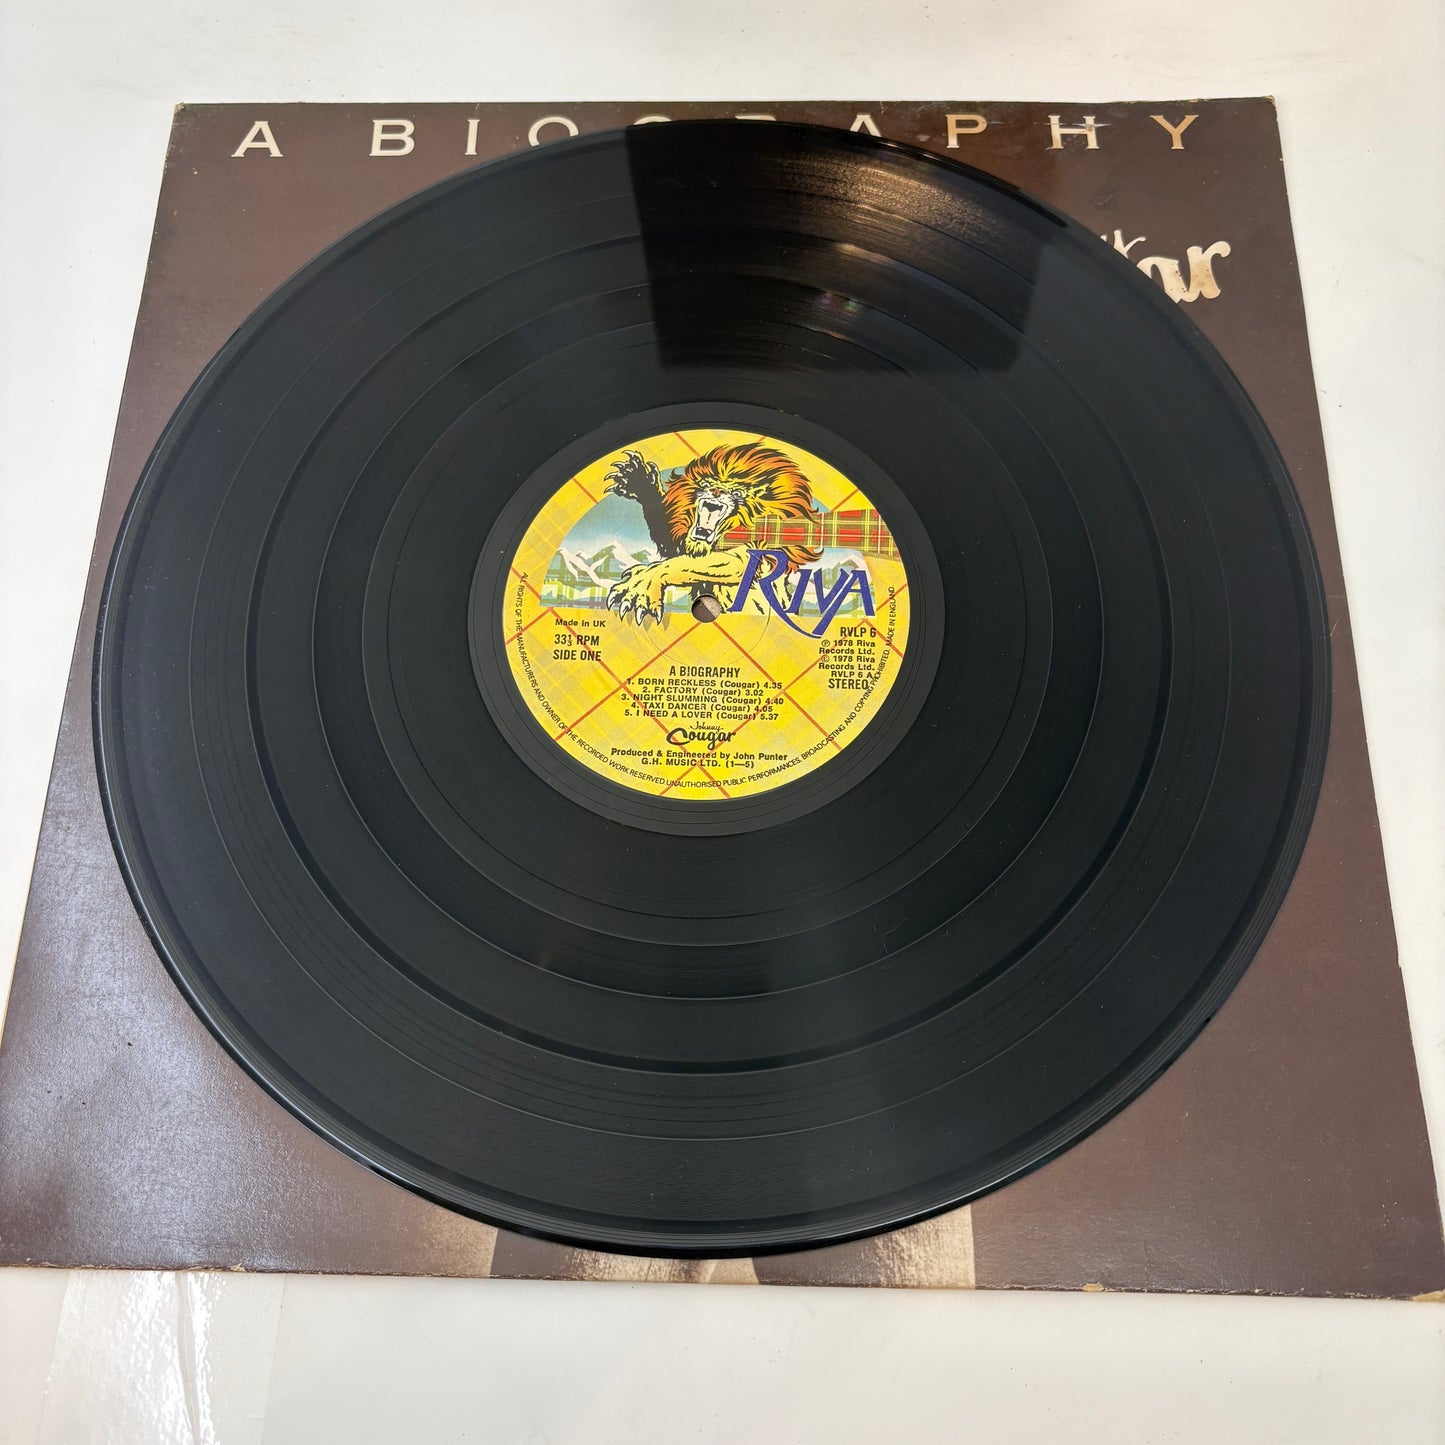 A BIOGRAPHY
ar
RIVA
Made in UK
33⅓ RPM
SIDE ONE
RVLP 6
Ⓟ 1978 Riva
Records Ltd.
© 1978 Riva
Records Ltd.
RVLP 6 A
STEREO
A BIOGRAPHY
1. BORN RECKLESS (Cougar) 4.35
2. FACTORY (Cougar) 3.02
3. NIGHT SLUMMING (Cougar) 4.40
4. TAXI DANCER (Cougar) 4.05
5. I NEED A LOVER (Cougar) 5.37
Johnny
Cougar
Produced & Engineered by John Punter
G.H. MUSIC LTD. (1—5)
ALL RIGHTS OF THE MANUFACTURERS AND OWNER OF THE RECORDED WORK RESERVED. UNAUTHORISED PUBLIC PERFORMANCES, BROADCASTING AND COPYING PROHIBITED. MADE IN ENGLAND